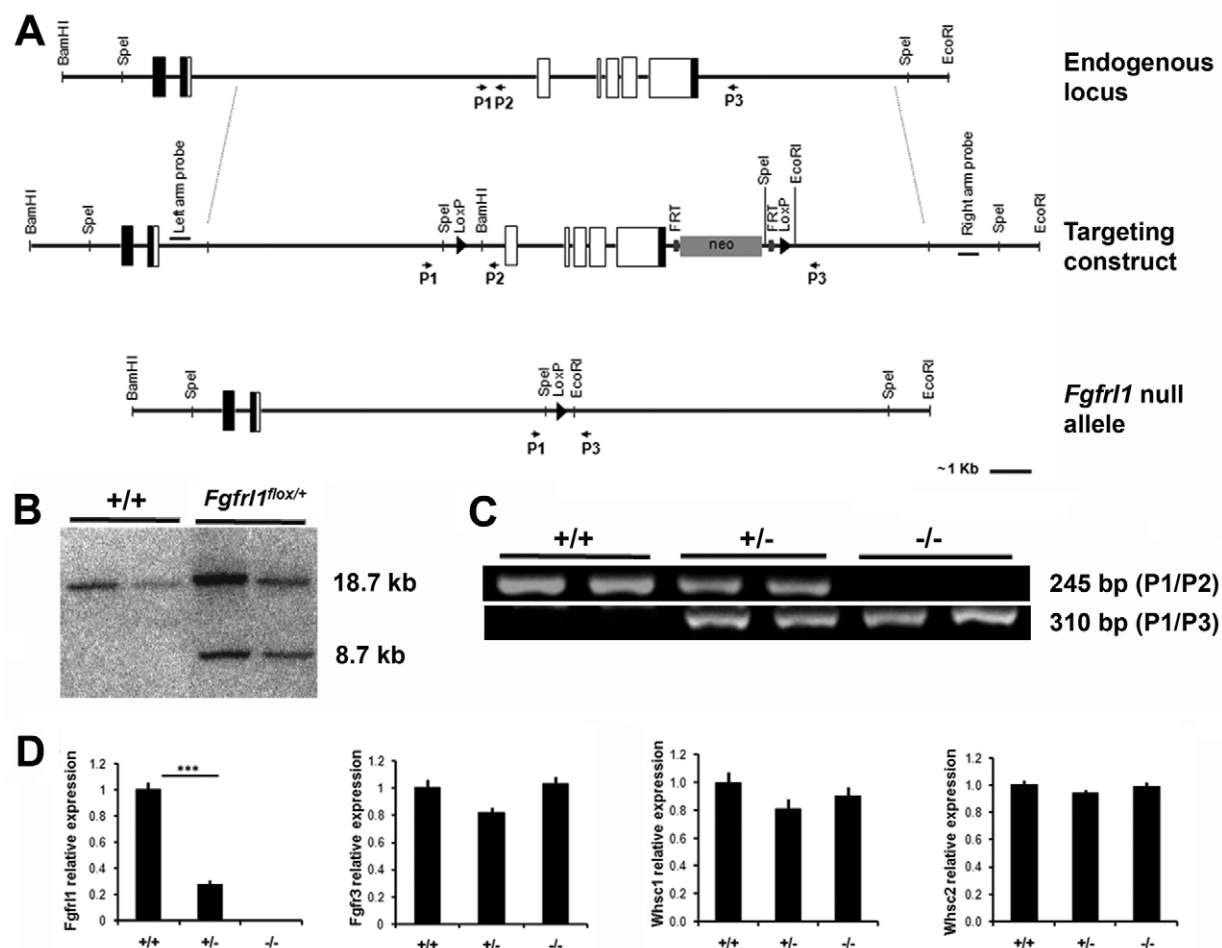 A
BamHI
SpeI
SpeI
EcoRI
P1
P2
P3
Endogenous
locus
BamHI
SpeI
Left arm probe
SpeI
LoxP
BamHI
FRT
neo
SpeI
FRT
LoxP
EcoRI
Right arm probe
SpeI
EcoRI
P1
P2
P3
Targeting
construct
BamHI
SpeI
SpeI
LoxP
EcoRI
SpeI
EcoRI
P1
P3
Fgfrl1 null
allele
~1 Kb
B
+/+
Fgfrl1flox/+
18.7 kb
8.7 kb
C
+/+
+/-
-/-
245 bp (P1/P2)
310 bp (P1/P3)
D
Fgfrl1 relative expression
1.2
1
0.8
0.6
0.4
0.2
0
***
+/+
+/-
-/-
Fgfr3 relative expression
1.2
1
0.8
0.6
0.4
0.2
0
+/+
+/-
-/-
Whsc1 relative expression
1.2
1.0
0.8
0.6
0.4
0.2
0.0
+/+
+/-
-/-
Whsc2 relative expression
1.2
1
0.8
0.6
0.4
0.2
0
+/+
+/-
-/-